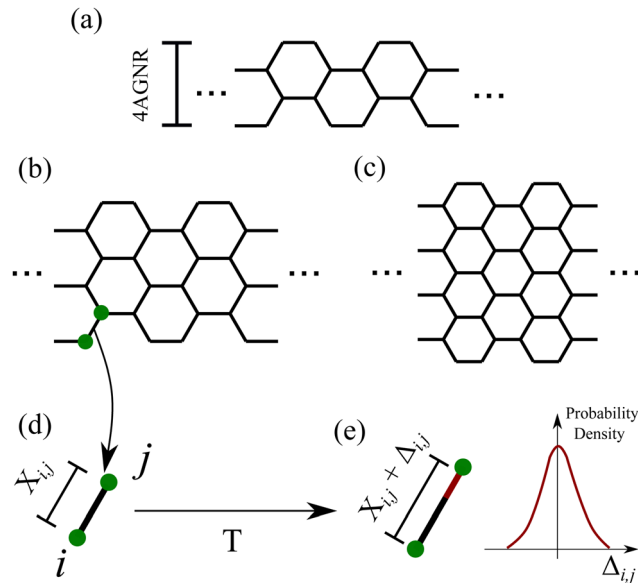 (a)
4AGNR
... ...
(b)
(c)
... ... ... ...
(d)
X_{i,j}
i
j
T
(e)
X_{i,j} + Δ_{i,j}
Probability
Density
Δ_{i,j}